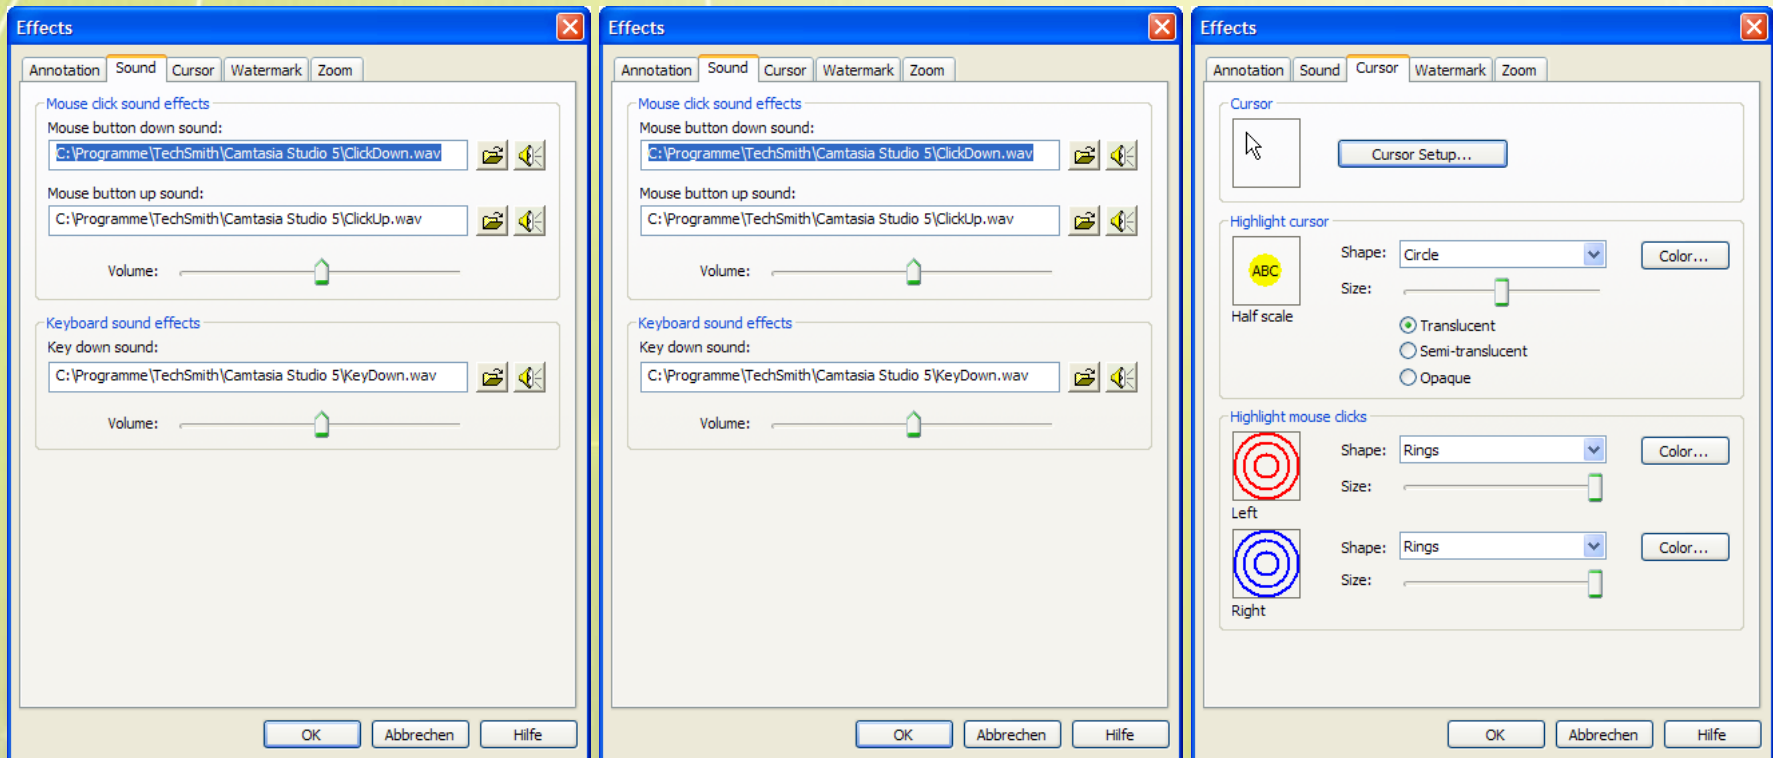 Effects
Annotation Sound Cursor Watermark Zoom
Mouse click sound effects
Mouse button down sound:
C:\Programme\TechSmith\Camtasia Studio 5\ClickDown.wav
Mouse button up sound:
C:\Programme\TechSmith\Camtasia Studio 5\ClickUp.wav
Volume:
Keyboard sound effects
Key down sound:
C:\Programme\TechSmith\Camtasia Studio 5\KeyDown.wav
Volume:
OK Abbrechen Hilfe
Effects
Annotation Sound Cursor Watermark Zoom
Mouse click sound effects
Mouse button down sound:
C:\Programme\TechSmith\Camtasia Studio 5\ClickDown.wav
Mouse button up sound:
C:\Programme\TechSmith\Camtasia Studio 5\ClickUp.wav
Volume:
Keyboard sound effects
Key down sound:
C:\Programme\TechSmith\Camtasia Studio 5\KeyDown.wav
Volume:
OK Abbrechen Hilfe
Effects
Annotation Sound Cursor Watermark Zoom
Cursor
Cursor Setup...
Highlight cursor
Shape: Circle Color...
ABC
Size:
Half scale
Translucent
Semi-translucent
Opaque
Highlight mouse clicks
Shape: Rings Color...
Size:
Left
Shape: Rings Color...
Size:
Right
OK Abbrechen Hilfe